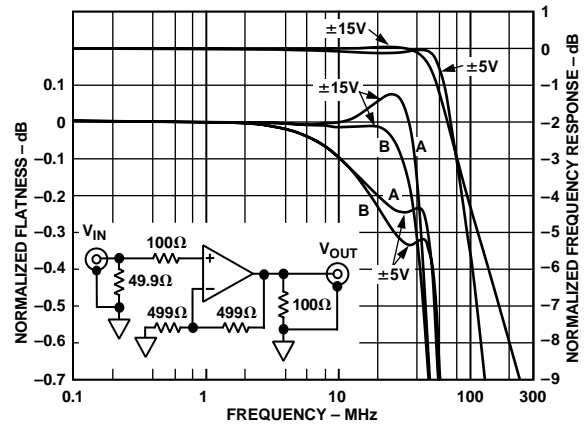 NORMALIZED FLATNESS – dB
0.1
0
–0.1
–0.2
–0.3
–0.4
–0.5
–0.6
–0.7
1
0
–1
–2
–3
–4
–5
–6
–7
–8
–9
NORMALIZED FREQUENCY RESPONSE – dB
±15V
±5V
±15V
B
A
A
B
±5V
VIN
100Ω
49.9Ω
+
–
499Ω
499Ω
VOUT
100Ω
0.1
1
10
100
300
FREQUENCY – MHz